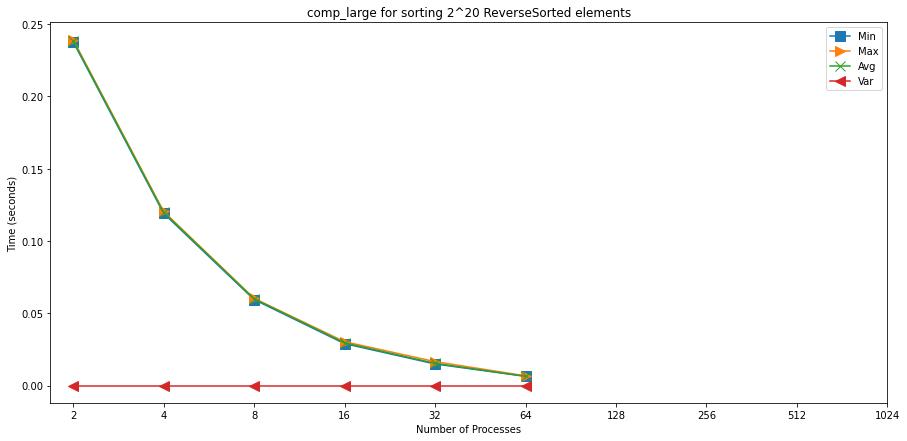 comp_large for sorting 2^20 ReverseSorted elements
Min
Max
Avg
Var
Time (seconds)
0.25
0.20
0.15
0.10
0.05
0.00
2 4 8 16 32 64 128 256 512 1024
Number of Processes